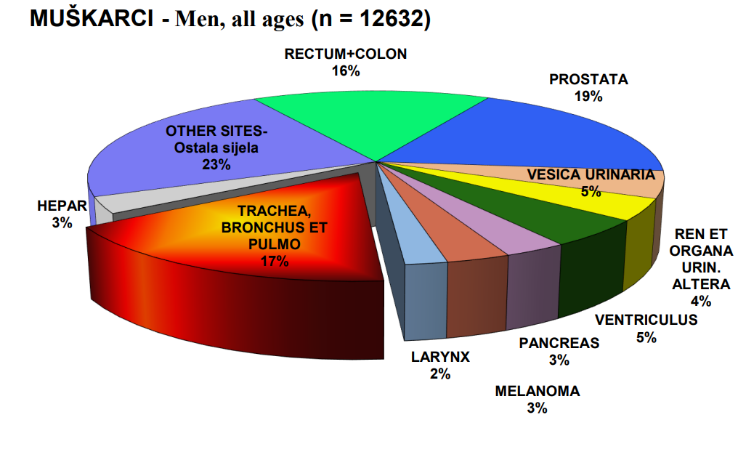 MUŠKARCI - Men, all ages (n = 12632)
RECTUM+COLON
16%
PROSTATA
19%
OTHER SITES-
Ostala sijela
23%
VESICA URINARIA
5%
HEPAR
3%
TRACHEA,
BRONCHUS ET
PULMO
17%
REN ET
ORGANA
URIN.
ALTERA
4%
VENTRICULUS
5%
PANCREAS
3%
LARYNX
2%
MELANOMA
3%